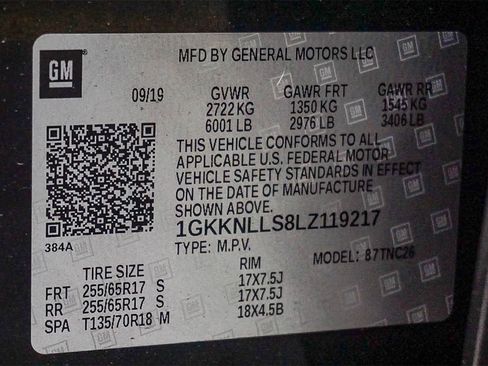 GM
MFD BY GENERAL MOTORS LLC
09/19 GVWR GAWR FRT GAWR RR
2722 KG 1350 KG 1545 KG
6001 LB 2976 LB 3406 LB
THIS VEHICLE CONFORMS TO ALL
APPLICABLE U.S. FEDERAL MOTOR
VEHICLE SAFETY STANDARDS IN EFFECT
ON THE DATE OF MANUFACTURE
SHOWN ABOVE.
1GKKNLLS8LZ119217
384A
TYPE: M.P.V. MODEL: 87TNC26
TIRE SIZE RIM
FRT 255/65R17 S 17X7.5J
RR 255/65R17 S 17X7.5J
SPA T135/70R18 M 18X4.5B